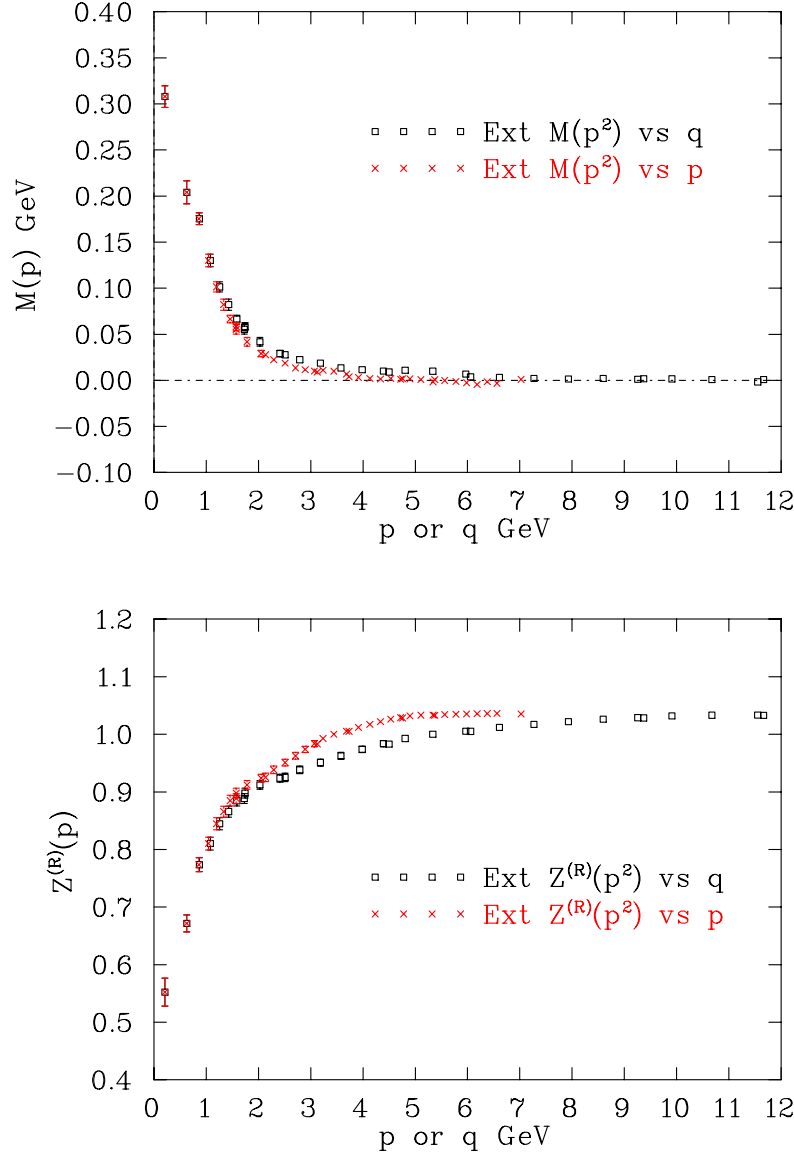 0.40
0.30
0.20
0.15
0.10
0.05
0.00
−0.05
−0.10
M(p) GeV
Ext M(p²) vs q
Ext M(p²) vs p
0 1 2 3 4 5 6 7 8 9 10 11 12
p or q GeV
1.2
1.1
1.0
0.9
0.8
0.7
0.6
0.5
0.4
Z⁽ᴿ⁾(p)
Ext Z⁽ᴿ⁾(p²) vs q
Ext Z⁽ᴿ⁾(p²) vs p
0 1 2 3 4 5 6 7 8 9 10 11 12
p or q GeV